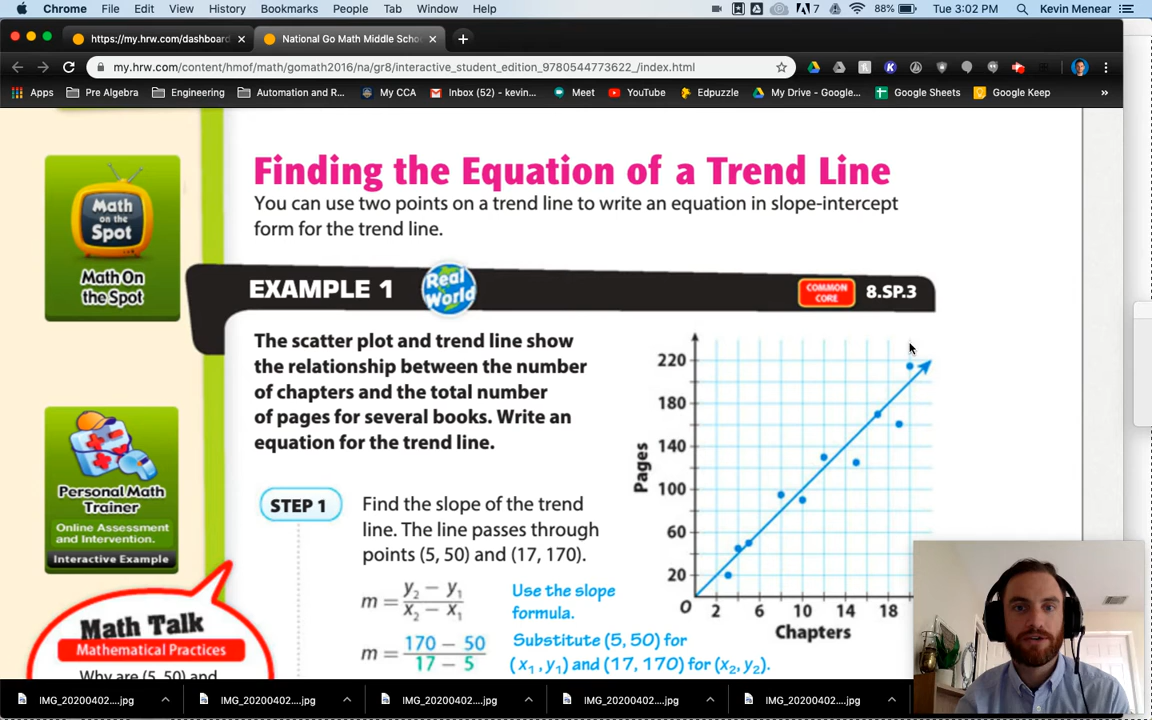 Chrome File Edit View History Bookmarks People Tab Window Help 7 88% Tue 3:02 PM Kevin Menear
https://my.hrw.com/dashboard × National Go Math Middle Scho × +
my.hrw.com/content/hmof/math/gomath2016/na/gr8/interactive_student_edition_9780544773622_/index.html
Apps Pre Algebra Engineering Automation and R... My CCA Inbox (52) - kevin... Meet YouTube Edpuzzle My Drive - Google... Google Sheets Google Keep »
Math
on the
Spot
Math On
the Spot
Finding the Equation of a Trend Line
You can use two points on a trend line to write an equation in slope-intercept
form for the trend line.
EXAMPLE 1 Real World COMMON CORE 8.SP.3
The scatter plot and trend line show
the relationship between the number
of chapters and the total number
of pages for several books. Write an
equation for the trend line.
Pages
220
180
140
100
60
20
O 2 6 10 14 18
Chapters
Personal Math
Trainer
Online Assessment
and Intervention.
Interactive Example
STEP 1 Find the slope of the trend
line. The line passes through
points (5, 50) and (17, 170).
m = y₂ − y₁ / x₂ − x₁ Use the slope
formula.
m = 170 − 50 / 17 − 5 Substitute (5, 50) for
(x₁, y₁) and (17, 170) for (x₂, y₂).
Math Talk
Mathematical Practices
Why are (5, 50) and
IMG_20200402....jpg IMG_20200402....jpg IMG_20200402....jpg IMG_20200402....jpg IMG_20200402....jpg